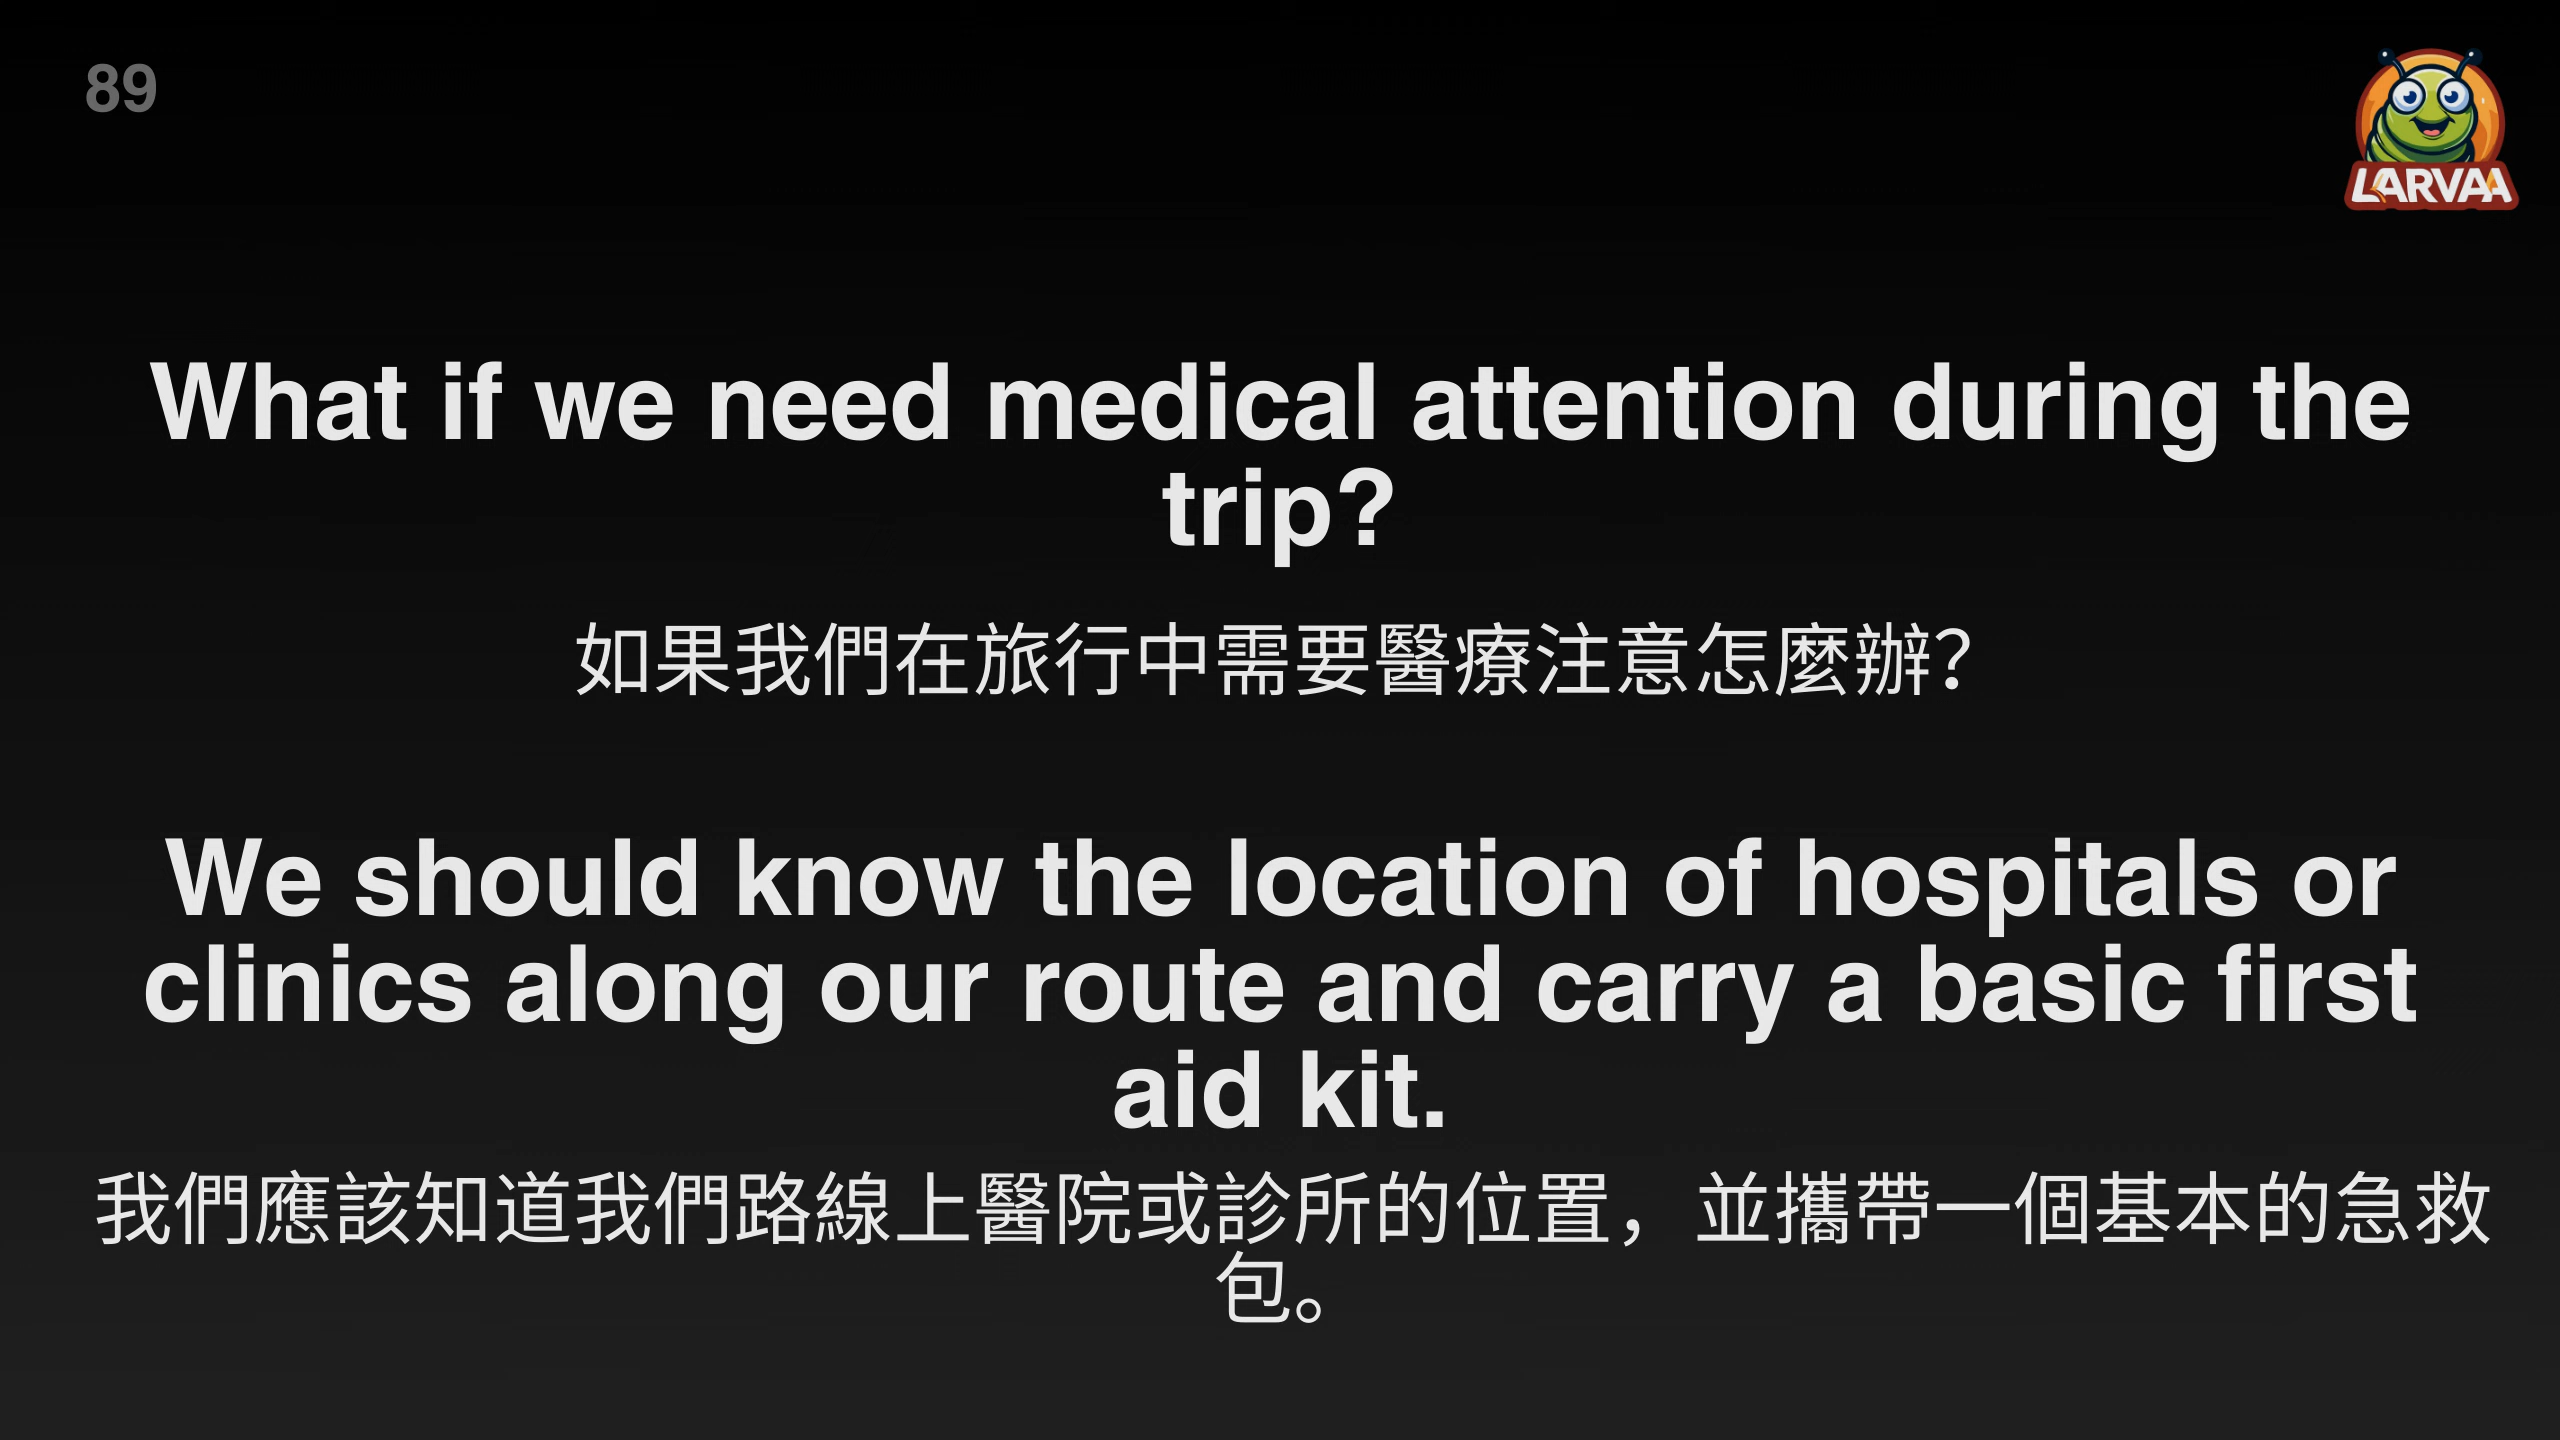 89
LARVAA
What if we need medical attention during the
trip?
如果我們在旅行中需要醫療注意怎麼辦？
We should know the location of hospitals or
clinics along our route and carry a basic first
aid kit.
我們應該知道我們路線上醫院或診所的位置，並攜帶一個基本的急救
包。